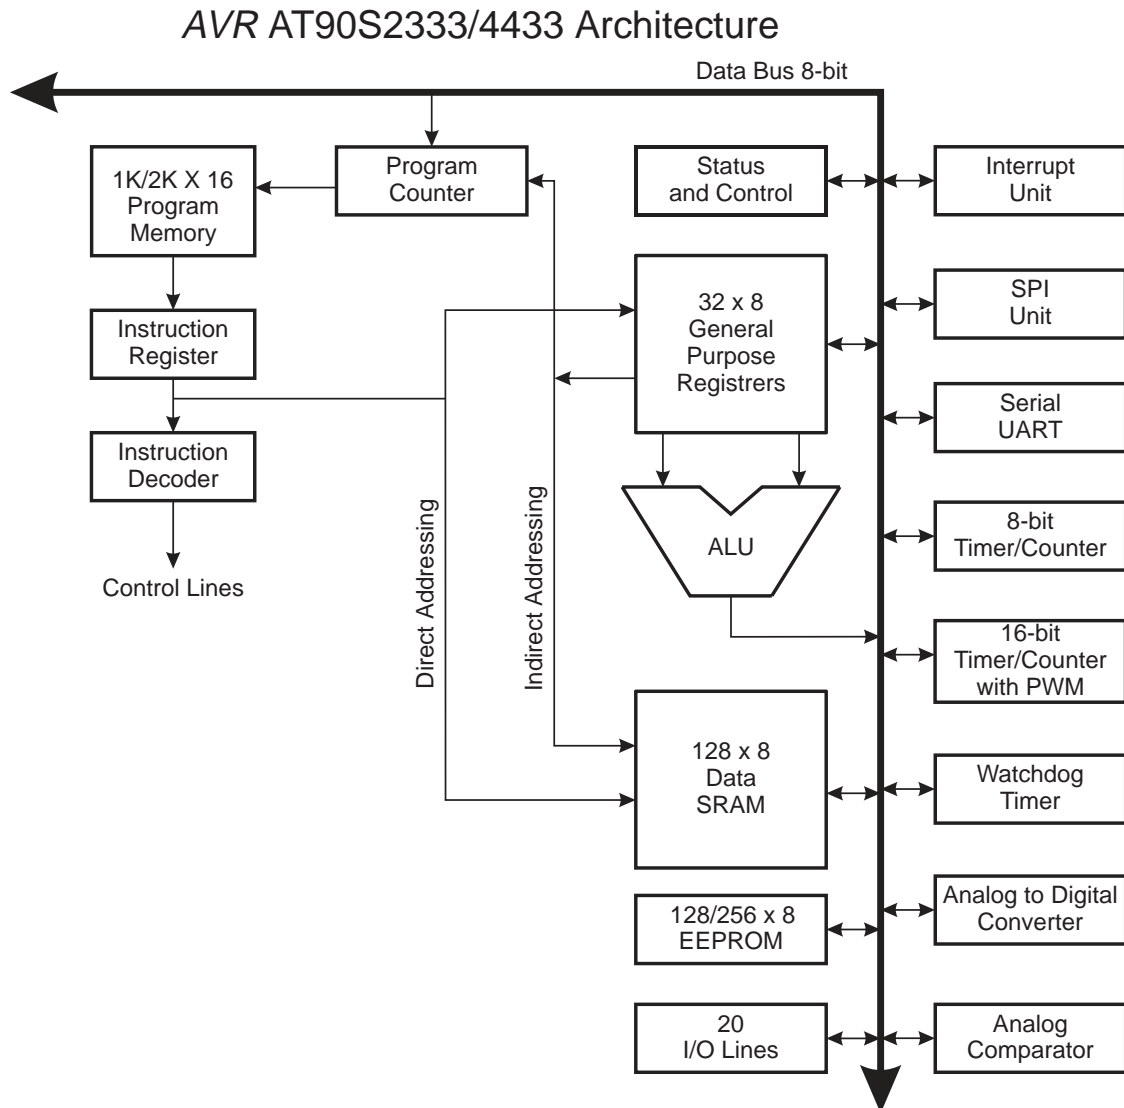 AVR AT90S2333/4433 Architecture
Data Bus 8-bit
1K/2K X 16
Program
Memory
Program
Counter
Status
and Control
Interrupt
Unit
32 x 8
General
Purpose
Registrers
SPI
Unit
Instruction
Register
Serial
UART
Instruction
Decoder
Control Lines
Direct Addressing
Indirect Addressing
ALU
8-bit
Timer/Counter
16-bit
Timer/Counter
with PWM
128 x 8
Data
SRAM
Watchdog
Timer
128/256 x 8
EEPROM
Analog to Digital
Converter
20
I/O Lines
Analog
Comparator